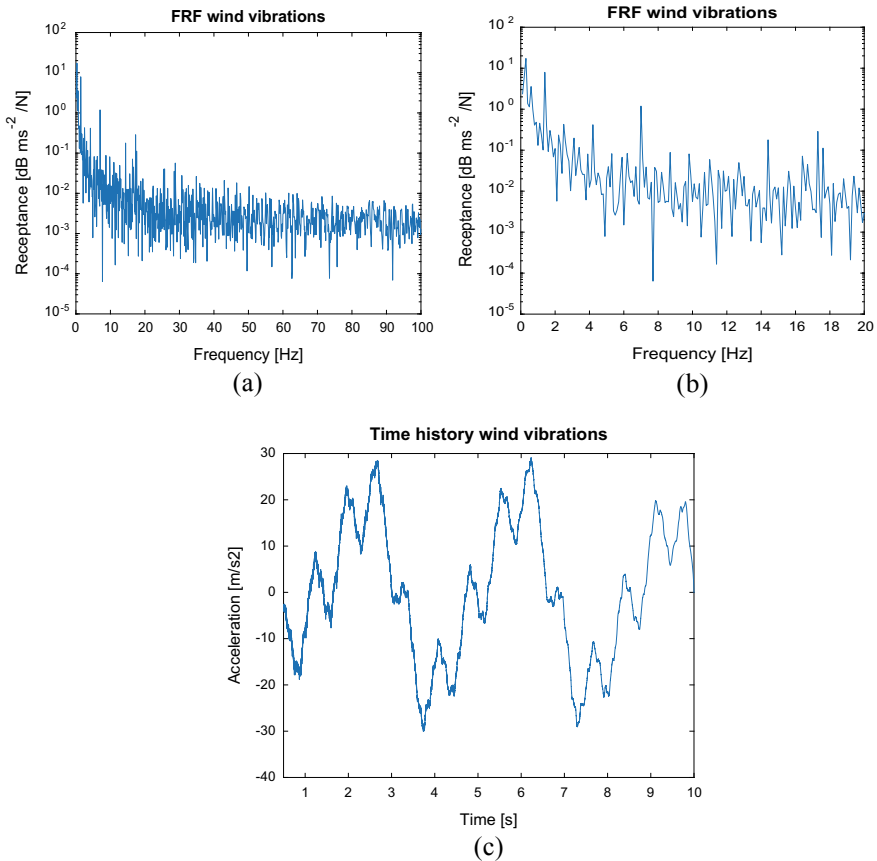 FRF wind vibrations
10^2
10^1
10^0
10^-1
10^-2
10^-3
10^-4
10^-5
Receptance [dB ms^-2 /N]
0 10 20 30 40 50 60 70 80 90 100
Frequency [Hz]
(a)
FRF wind vibrations
10^2
10^1
10^0
10^-1
10^-2
10^-3
10^-4
10^-5
Receptance [dB ms^-2 /N]
0 2 4 6 8 10 12 14 16 18 20
Frequency [Hz]
(b)
Time history wind vibrations
30
20
10
0
-10
-20
-30
-40
Acceleration [m/s2]
1 2 3 4 5 6 7 8 9 10
Time [s]
(c)